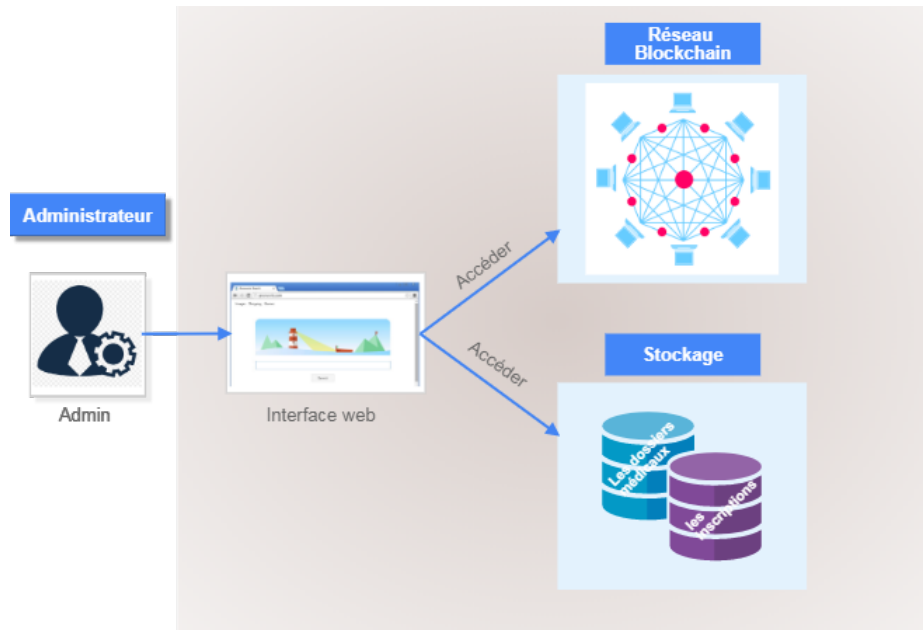 Réseau
Blockchain
Administrateur
Accéder
Accéder
Stockage
Admin
Interface web
Les dossiers
médicaux
les
inscriptions